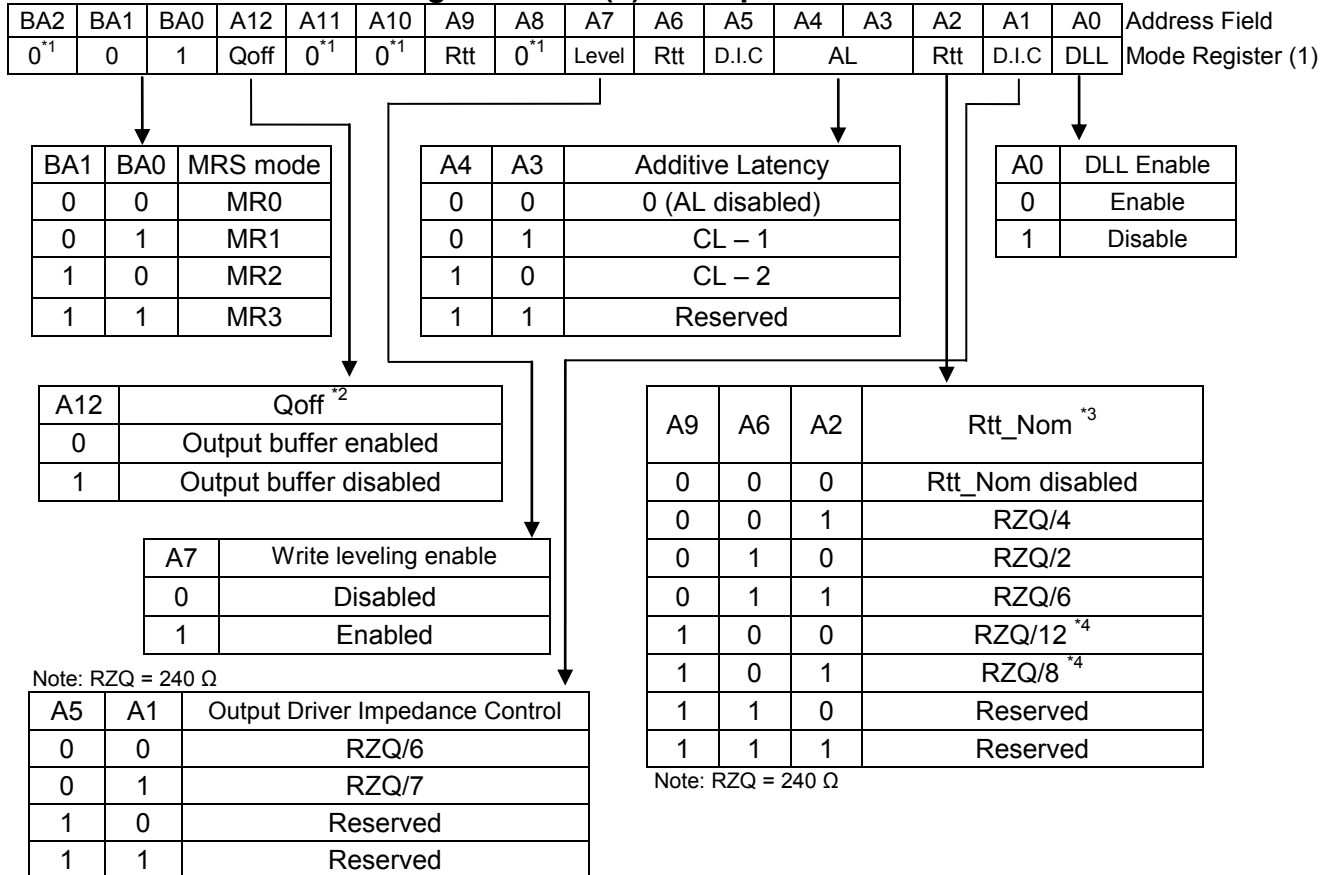 BA2 BA1 BA0 A12 A11 A10 A9 A8 A7 A6 A5 A4 A3 A2 A1 A0 Address Field
0*1 0 1 Qoff 0*1 0*1 Rtt 0*1 Level Rtt D.I.C AL Rtt D.I.C DLL Mode Register (1)
BA1 BA0 MRS mode
0 0 MR0
0 1 MR1
1 0 MR2
1 1 MR3
A4 A3 Additive Latency
0 0 0 (AL disabled)
0 1 CL – 1
1 0 CL – 2
1 1 Reserved
A0 DLL Enable
0 Enable
1 Disable
A12 Qoff *2
0 Output buffer enabled
1 Output buffer disabled
A7 Write leveling enable
0 Disabled
1 Enabled
Note: RZQ = 240 Ω
A5 A1 Output Driver Impedance Control
0 0 RZQ/6
0 1 RZQ/7
1 0 Reserved
1 1 Reserved
A9 A6 A2 Rtt_Nom *3
0 0 0 Rtt_Nom disabled
0 0 1 RZQ/4
0 1 0 RZQ/2
0 1 1 RZQ/6
1 0 0 RZQ/12 *4
1 0 1 RZQ/8 *4
1 1 0 Reserved
1 1 1 Reserved
Note: RZQ = 240 Ω